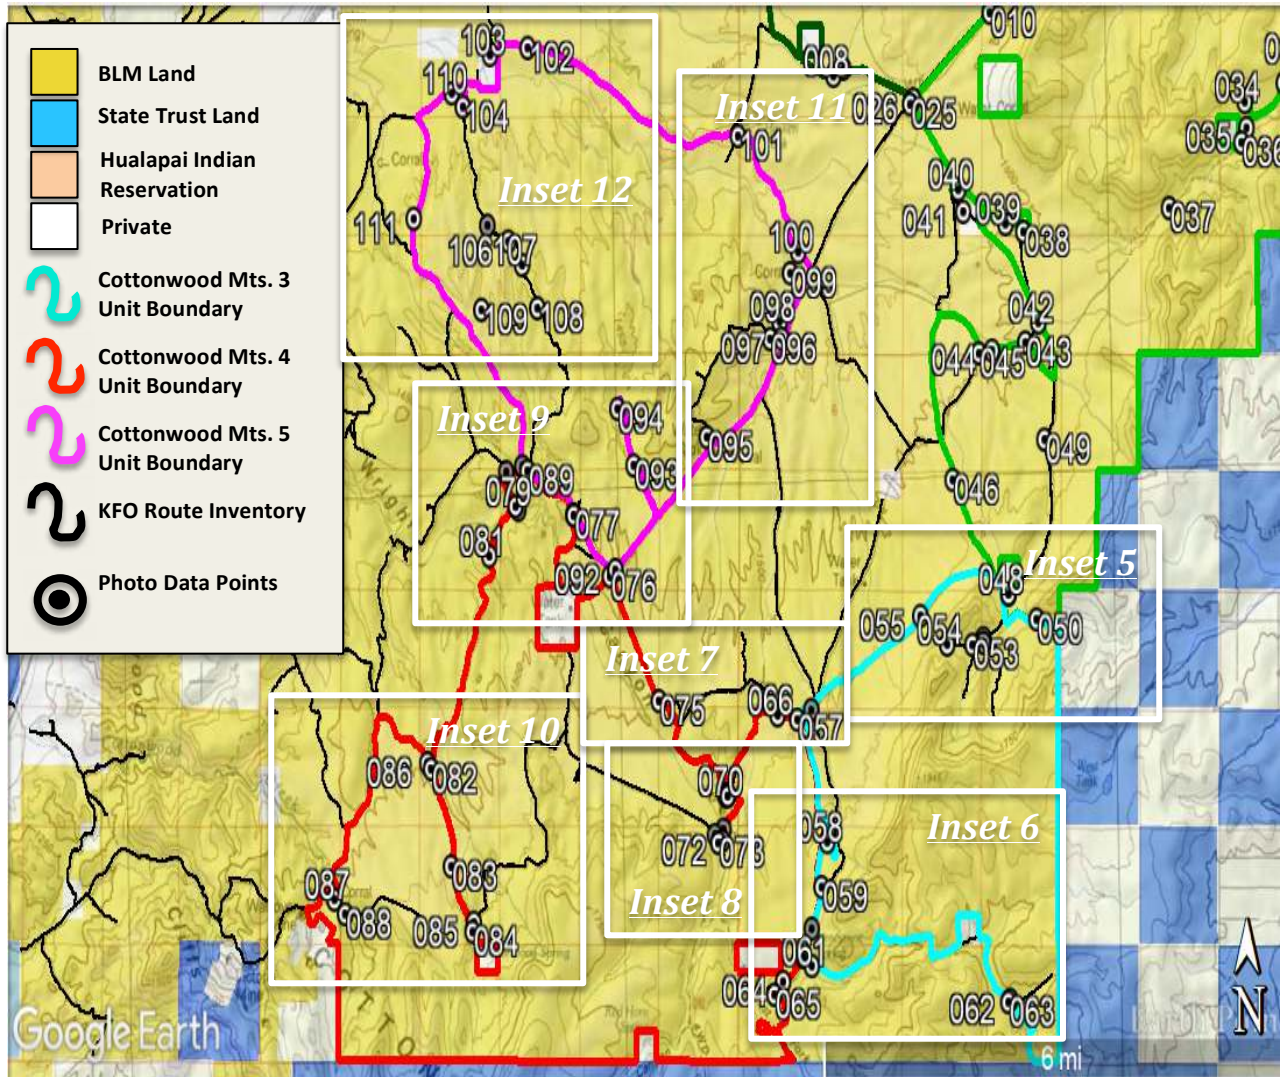 BLM Land
State Trust Land
Hualapai Indian
Reservation
Private
Cottonwood Mts. 3
Unit Boundary
Cottonwood Mts. 4
Unit Boundary
Cottonwood Mts. 5
Unit Boundary
KFO Route Inventory
Photo Data Points
103
102
110
104
Inset 12
111
106
107
109
108
008
010
Inset 11
026
025
101
034
035
036
040
041
039
038
037
100
099
098
097
096
042
044
045
043
Inset 9
094
095
049
089
093
079
046
077
081
092
076
048
Inset 5
055
054
050
053
Inset 7
075
066
057
Inset 10
086
082
070
072
073
058
Inset 6
083
087
088
085
084
Inset 8
059
061
064
065
062
063
Corral
Google Earth
N
6 mi